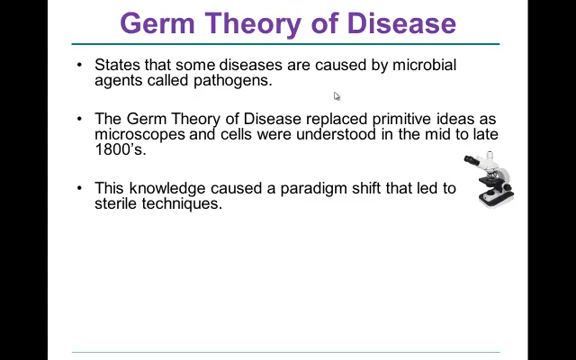 Germ Theory of Disease
• States that some diseases are caused by microbial
agents called pathogens.
• The Germ Theory of Disease replaced primitive ideas as
microscopes and cells were understood in the mid to late
1800's.
• This knowledge caused a paradigm shift that led to
sterile techniques.